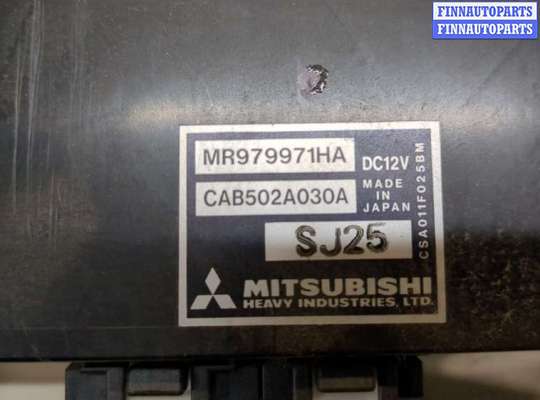 FINNAUTOPARTS
FINNAUTOPARTS
MR979971HA
DC12V
CAB502A030A
MADE
IN
JAPAN
CSA011F025BM
SJ25
MITSUBISHI
HEAVY INDUSTRIES, LTD.